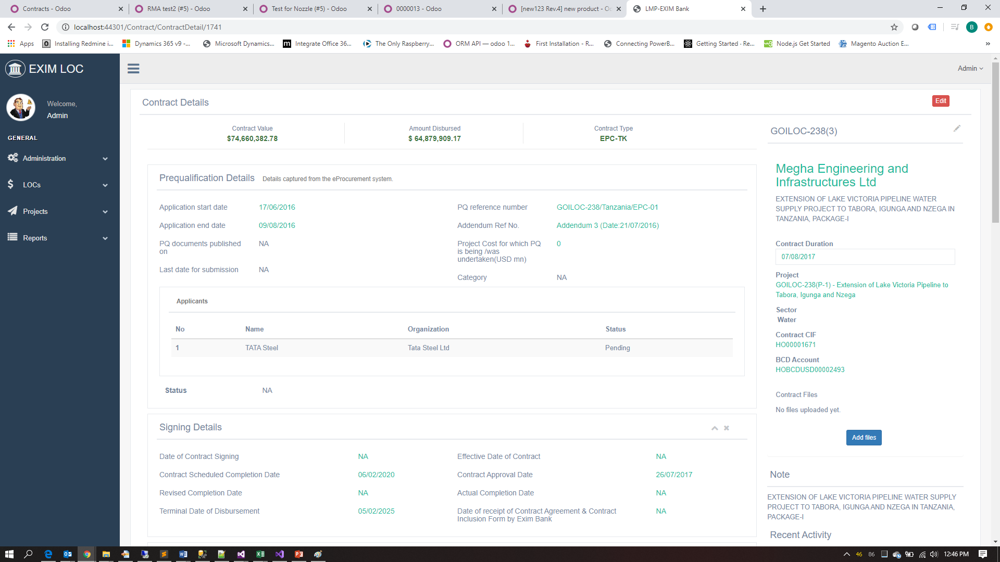 Contracts - Odoo
RMA test2 (#5) - Odoo
Test for Nozzle (#5) - Odoo
0000013 - Odoo
[new123 Rev.4] new product - Oc
LMP-EXIM Bank
localhost:44301/Contract/ContractDetail/1741
B
Apps
Installing Redmine i...
Dynamics 365 v9 -...
Microsoft Dynamics...
Integrate Office 36...
The Only Raspberry...
ORM API — odoo 1...
First Installation - R...
Connecting PowerB...
Getting Started · Re...
Node.js Get Started
Magento Auction E...
»
EXIM LOC
Welcome,
Admin
GENERAL
Administration
LOCs
Projects
Reports
Admin
Contract Details
Edit
Contract Value
$74,660,382.78
Amount Disbursed
$ 64,879,909.17
Contract Type
EPC-TK
Prequalification Details
Details captured from the eProcurement system.
Application start date
17/06/2016
Application end date
09/08/2016
PQ documents published
on
NA
Last date for submission
NA
PQ reference number
GOILOC-238/Tanzania/EPC-01
Addendum Ref No.
Addendum 3 (Date:21/07/2016)
Project Cost for which PQ
is being /was
undertaken(USD mn)
0
Category
NA
Applicants
No Name Organization Status
1 TATA Steel Tata Steel Ltd Pending
Status
NA
Signing Details
Date of Contract Signing
NA
Effective Date of Contract
NA
Contract Scheduled Completion Date
06/02/2020
Contract Approval Date
26/07/2017
Revised Completion Date
NA
Actual Completion Date
NA
Terminal Date of Disbursement
05/02/2025
Date of receipt of Contract Agreement & Contract
Inclusion Form by Exim Bank
NA
GOILOC-238(3)
Megha Engineering and
Infrastructures Ltd
EXTENSION OF LAKE VICTORIA PIPELINE WATER
SUPPLY PROJECT TO TABORA, IGUNGA AND NZEGA IN
TANZANIA, PACKAGE-I
Contract Duration
07/08/2017
Project
GOILOC-238(P-1) - Extension of Lake Victoria Pipeline to
Tabora, Igunga and Nzega
Sector
Water
Contract CIF
HO00001671
BCD Account
HOBCDUSD00002493
Contract Files
No files uploaded yet.
Add files
Note
EXTENSION OF LAKE VICTORIA PIPELINE WATER SUPPLY
PROJECT TO TABORA, IGUNGA AND NZEGA IN TANZANIA,
PACKAGE-I
Recent Activity
46
86
12:46 PM